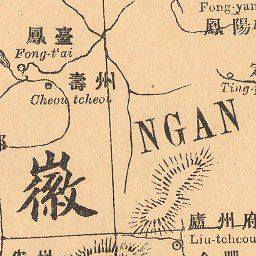 Fong-yan
鳳陽
鳳臺
Fong-t'ai
壽州
Cheou tcheou
Ting-
NGAN
徽
廬州府
Liu-tcheou